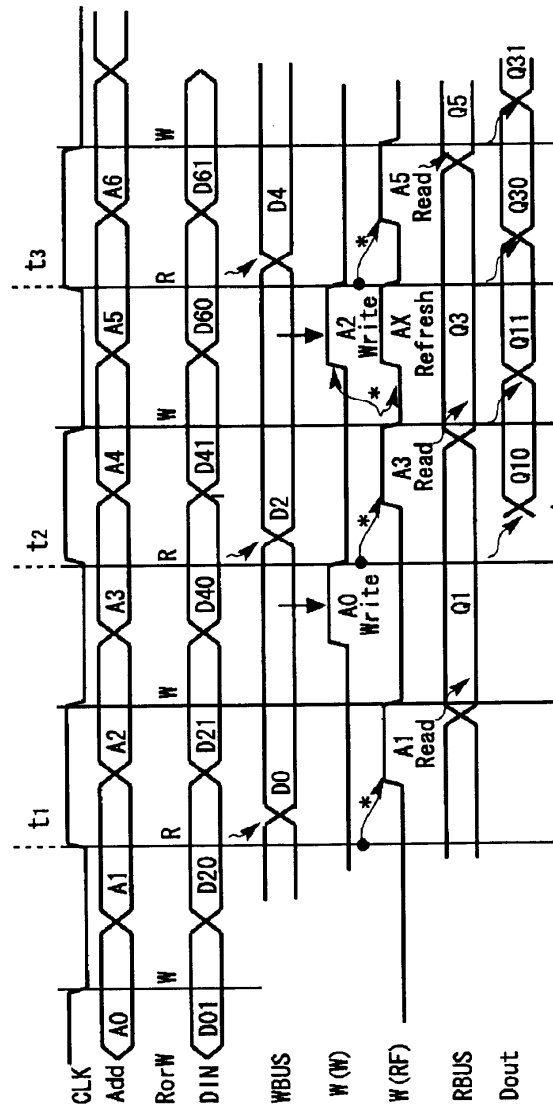 t1 t2 t3
CLK
Add A0 A1 A2 A3 A4 A5 A6
RorW W R W R W R W
DIN D01 D20 D21 D40 D41 D60 D61
WBUS D0 D2 D4
W(W) A0 Write A2 Write
* * * *
W(RF) A1 Read A3 Read AX Refresh A5 Read
RBUS Q1 Q3 Q5
Dout Q10 Q11 Q30 Q31